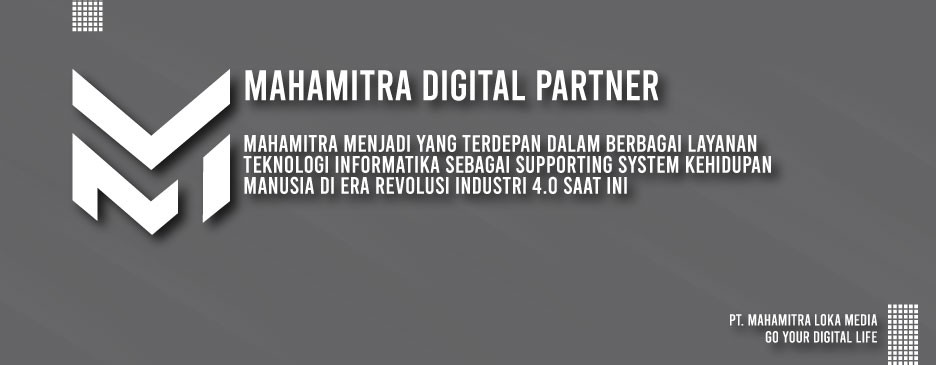 MAHAMITRA DIGITAL PARTNER
MAHAMITRA MENJADI YANG TERDEPAN DALAM BERBAGAI LAYANAN
TEKNOLOGI INFORMATIKA SEBAGAI SUPPORTING SYSTEM KEHIDUPAN
MANUSIA DI ERA REVOLUSI INDUSTRI 4.0 SAAT INI
PT. MAHAMITRA LOKA MEDIA
GO YOUR DIGITAL LIFE